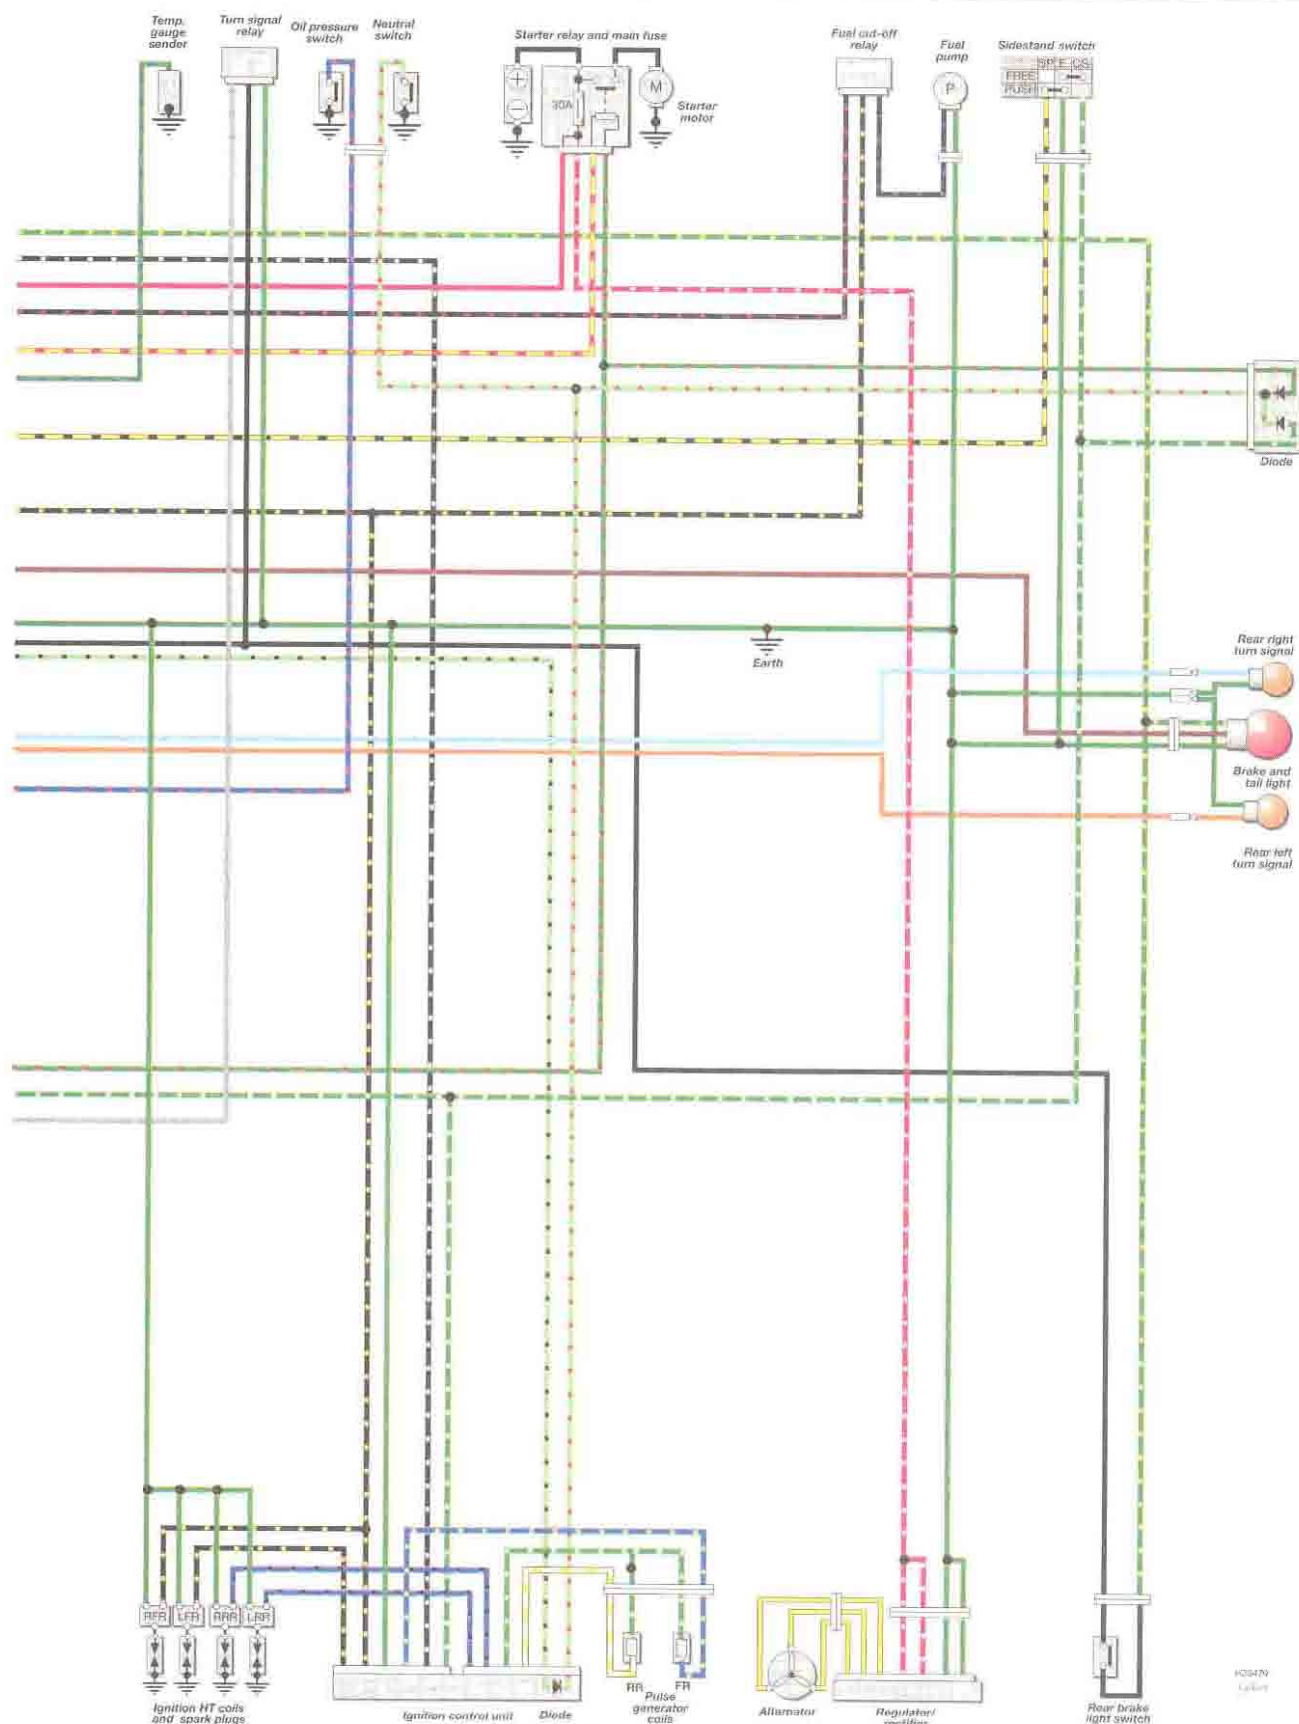 Temp.
gauge
sender
Turn signal
relay
Oil pressure
switch
Neutral
switch
Starter relay and main fuse
30A
M
Starter
motor
Fuel cut-off
relay
Fuel
pump
P
Sidestand switch
FREE
PUSH
Diode
Earth
Rear right
turn signal
Brake and
tail light
Rear left
turn signal
RFR LFR RRR LRR
Ignition HT coils
and spark plugs
Ignition control unit
Diode
RR
FR
Pulse
generator
coils
Alternator
Regulator/
rectifier
Rear brake
light switch